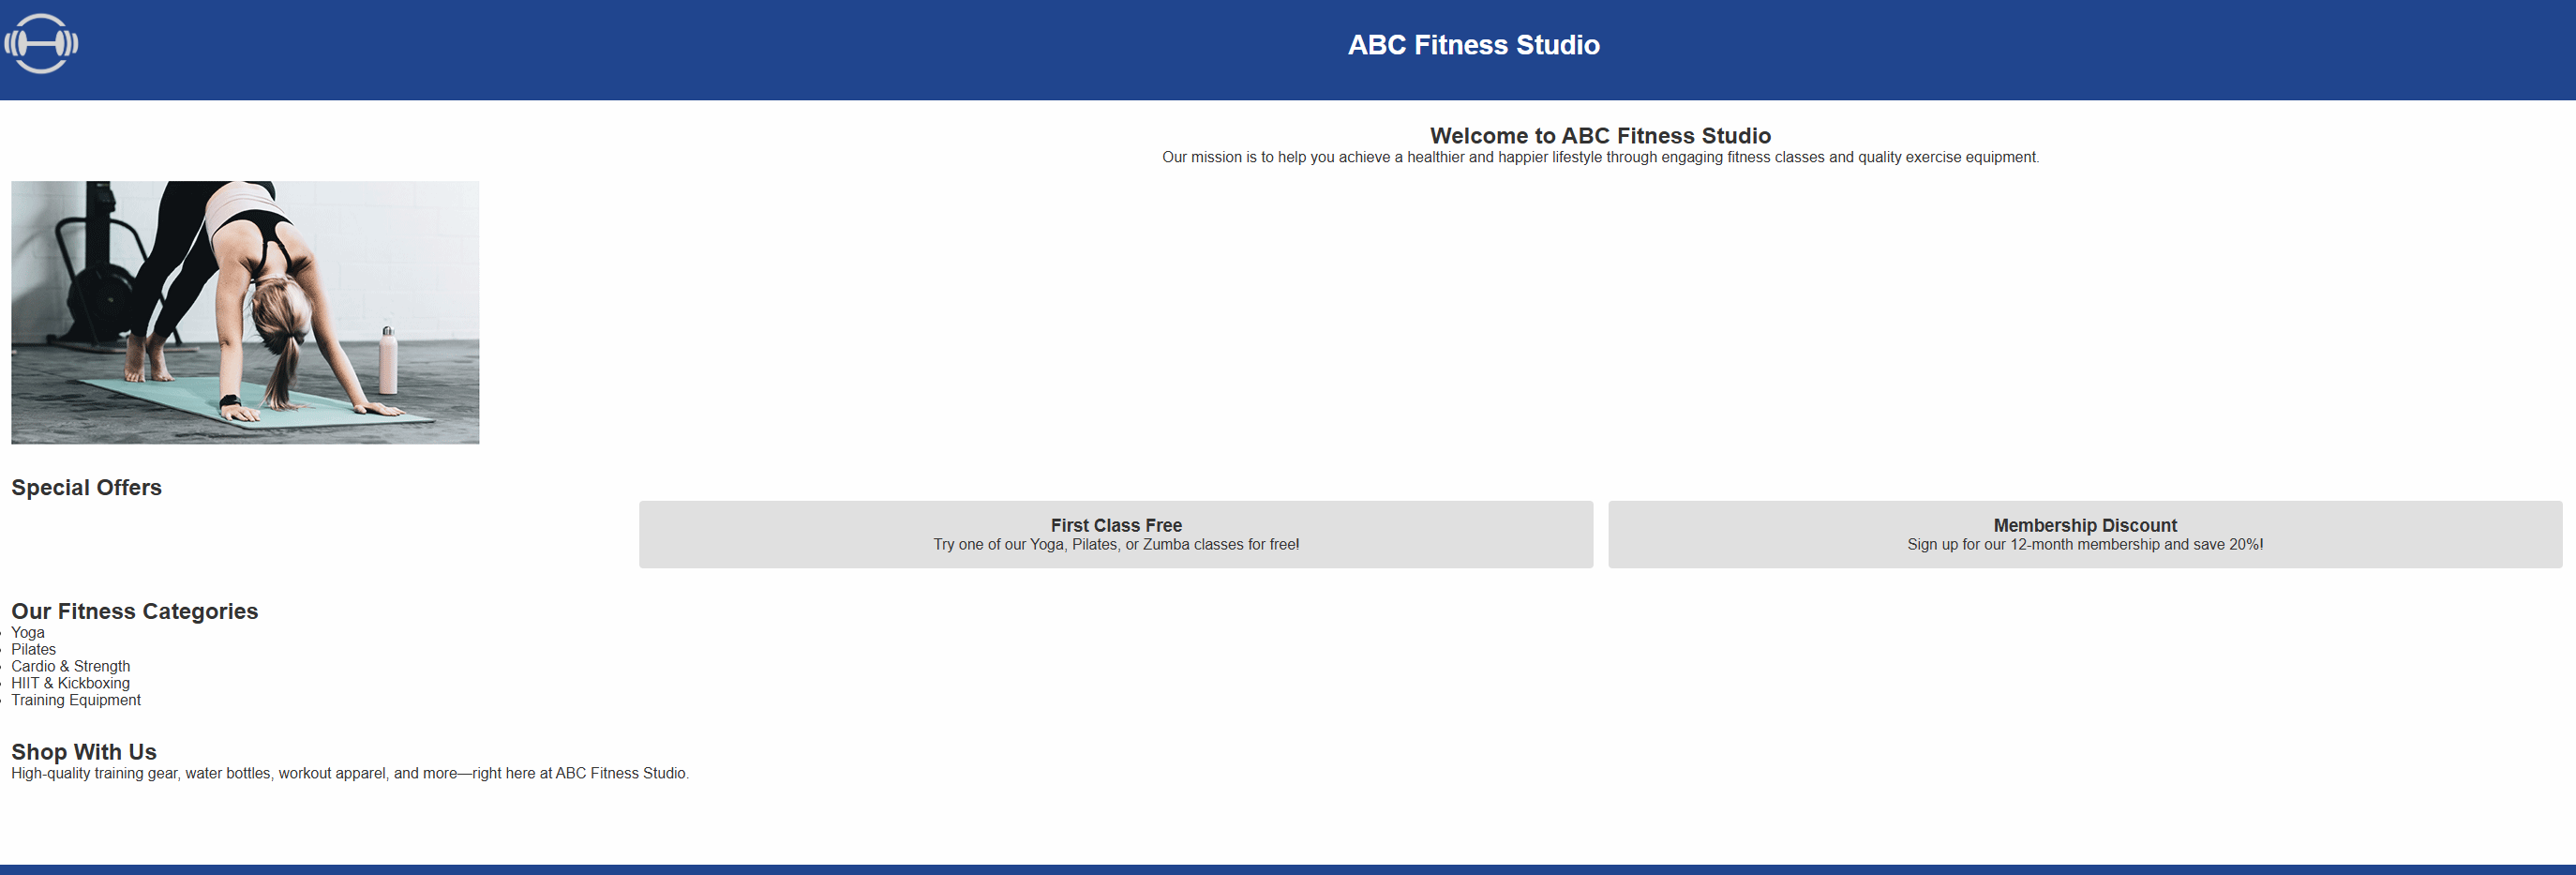 ABC Fitness Studio
Welcome to ABC Fitness Studio
Our mission is to help you achieve a healthier and happier lifestyle through engaging fitness classes and quality exercise equipment.
Special Offers
First Class Free
Try one of our Yoga, Pilates, or Zumba classes for free!
Membership Discount
Sign up for our 12-month membership and save 20%!
Our Fitness Categories
Yoga
Pilates
Cardio & Strength
HIIT & Kickboxing
Training Equipment
Shop With Us
High-quality training gear, water bottles, workout apparel, and more—right here at ABC Fitness Studio.